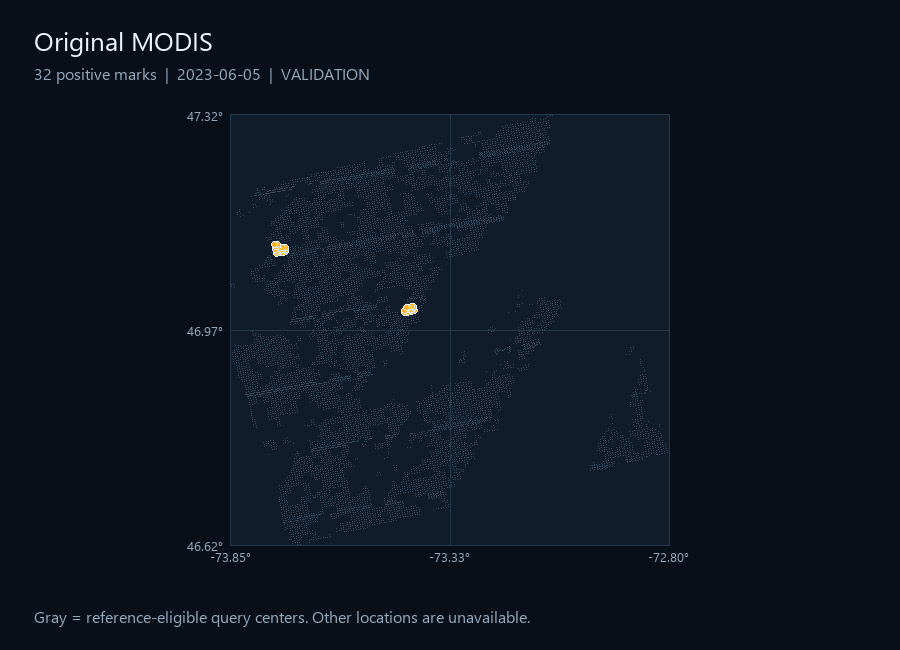 Original MODIS
32 positive marks | 2023-06-05 | VALIDATION
47.32°
46.97°
46.62°
-73.85°
-73.33°
-72.80°
Gray = reference-eligible query centers. Other locations are unavailable.